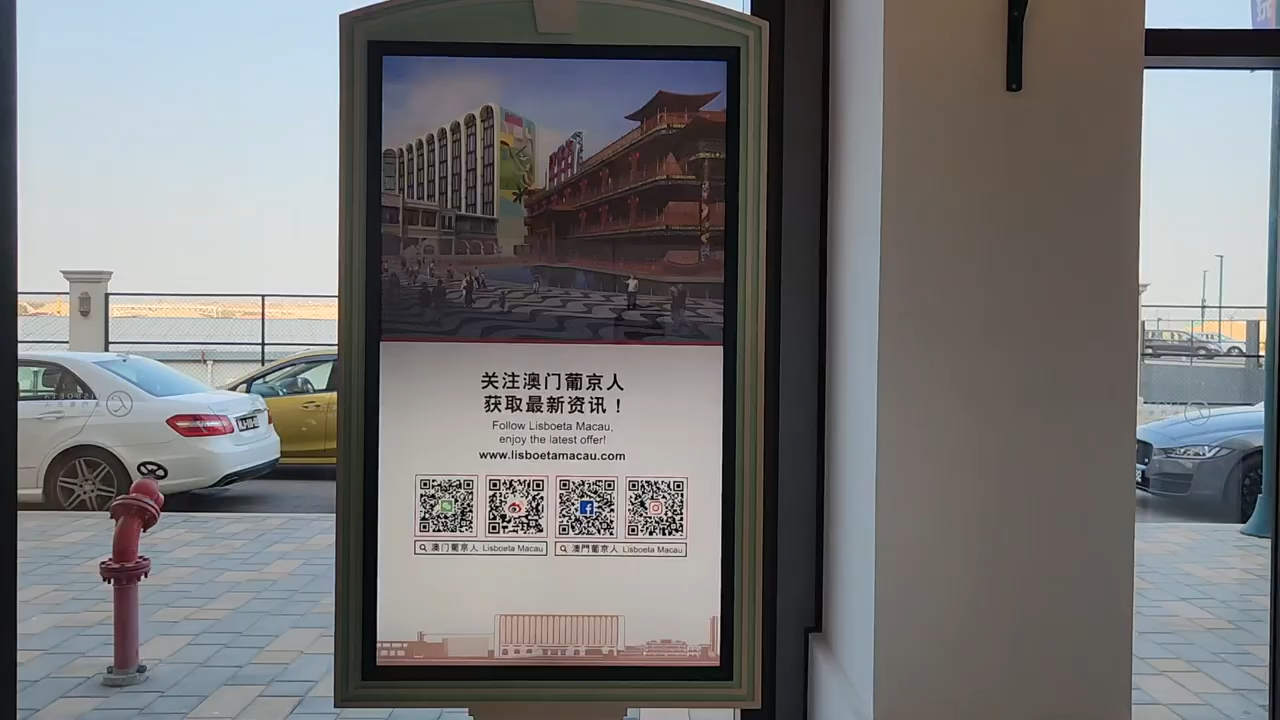 关注澳门葡京人
获取最新资讯！
Follow Lisboeta Macau,
enjoy the latest offer!
www.lisboetamacau.com
澳门葡京人 Lisboeta Macau
澳門葡京人 Lisboeta Macau
玩